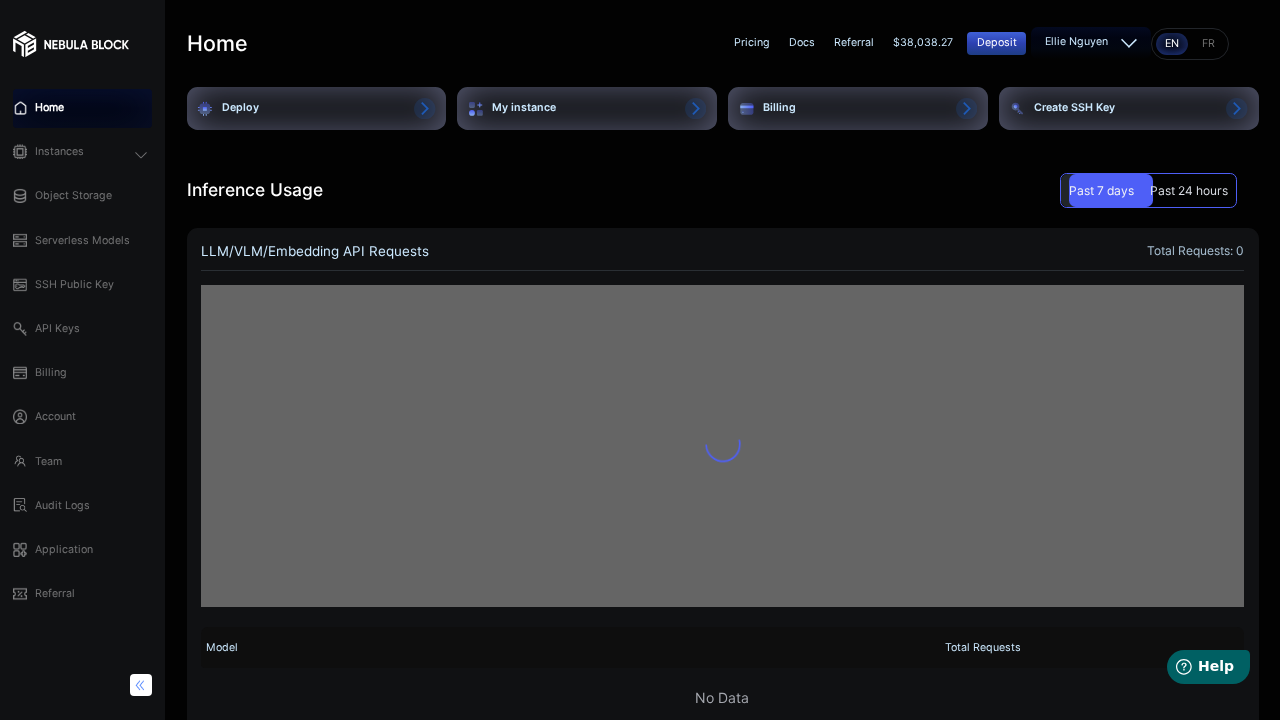 NEBULA BLOCK
Home
Instances
Object Storage
Serverless Models
SSH Public Key
API Keys
Billing
Account
Team
Audit Logs
Application
Referral
Home
Pricing
Docs
Referral
$38,038.27
Deposit
Ellie Nguyen
EN
FR
Deploy
My instance
Billing
Create SSH Key
Inference Usage
Past 7 days
Past 24 hours
LLM/VLM/Embedding API Requests
Total Requests: 0
Model
Total Requests
No Data
Help